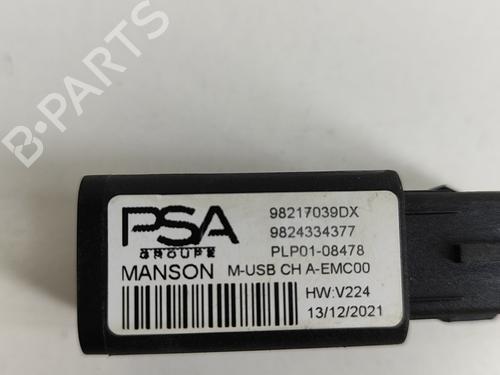 B-PARTS
PSA
GROUPE
98217039DX
9824334377
PLP01-08478
MANSON M-USB CH A-EMC00
HW:V224
13/12/2021